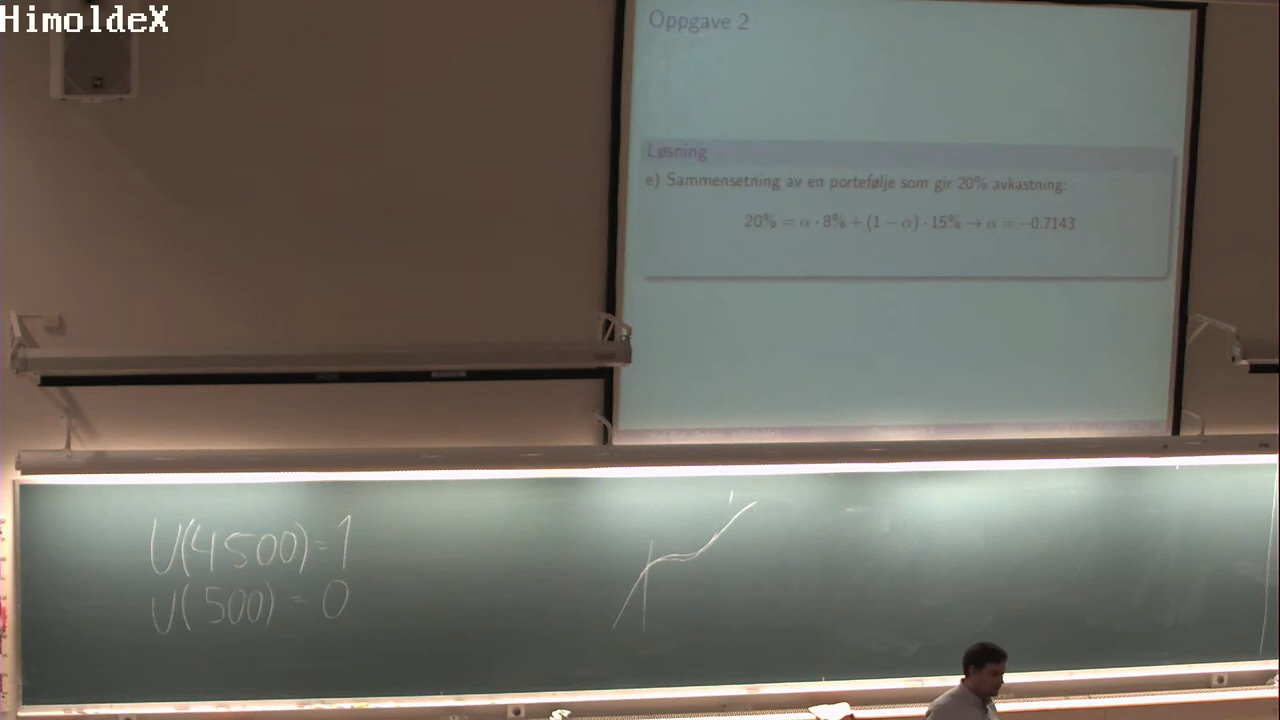 HimoldeX
Oppgave 2
Løsning
e) Sammensetning av en portefølje som gir 20% avkastning:
20% = α · 8% + (1 − α) · 15% → α = −0.7143
U(4500) = 1
U(500) = 0